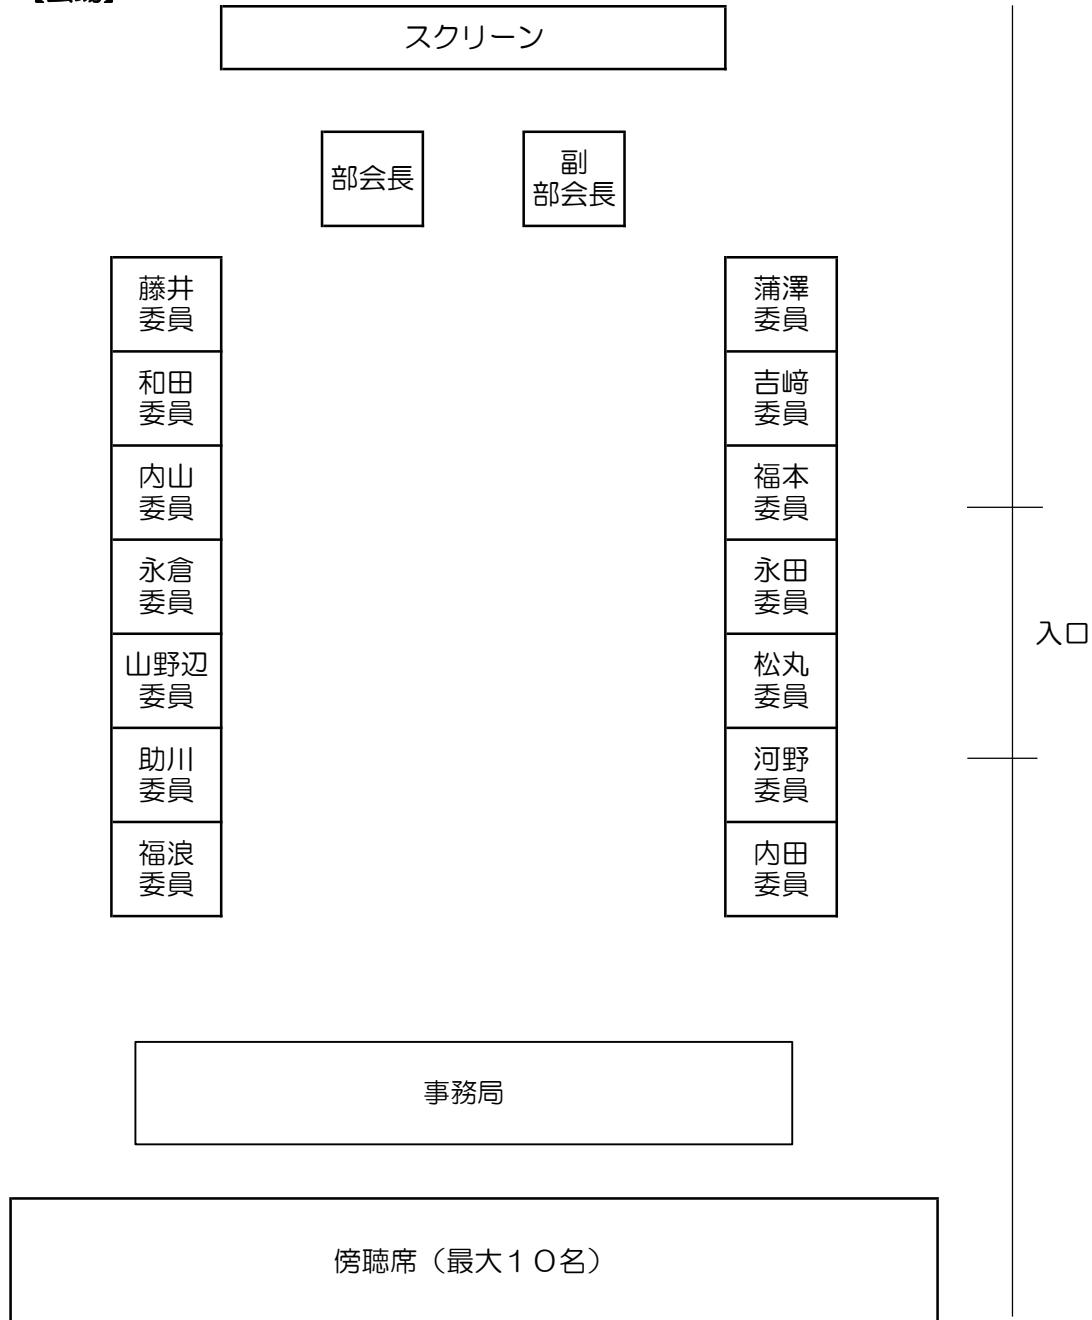 スクリーン
部会長
副
部会長
藤井
委員
蒲澤
委員
和田
委員
吉﨑
委員
内山
委員
福本
委員
永倉
委員
永田
委員
入口
山野辺
委員
松丸
委員
助川
委員
河野
委員
福浪
委員
内田
委員
事務局
傍聴席（最大１０名）